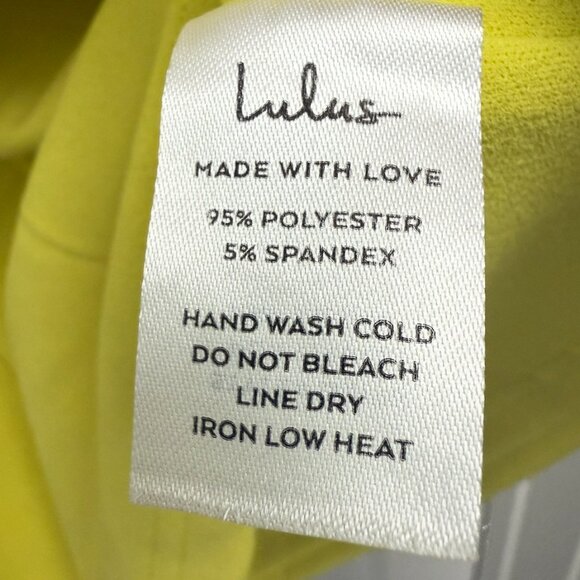 Lulus
MADE WITH LOVE
95% POLYESTER
5% SPANDEX
HAND WASH COLD
DO NOT BLEACH
LINE DRY
IRON LOW HEAT